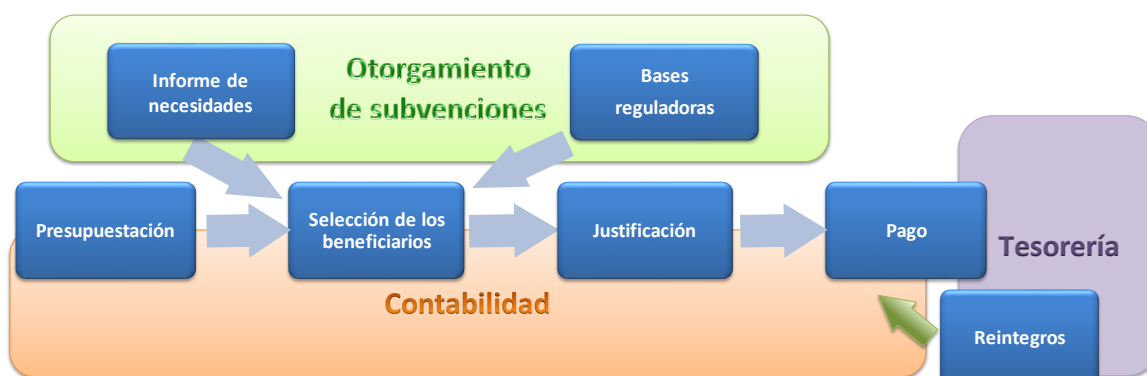 Informe de
necesidades
Otorgamiento
de subvenciones
Bases
reguladoras
Presupuestación
Selección de los
beneficiarios
Justificación
Pago
Tesorería
Contabilidad
Reintegros